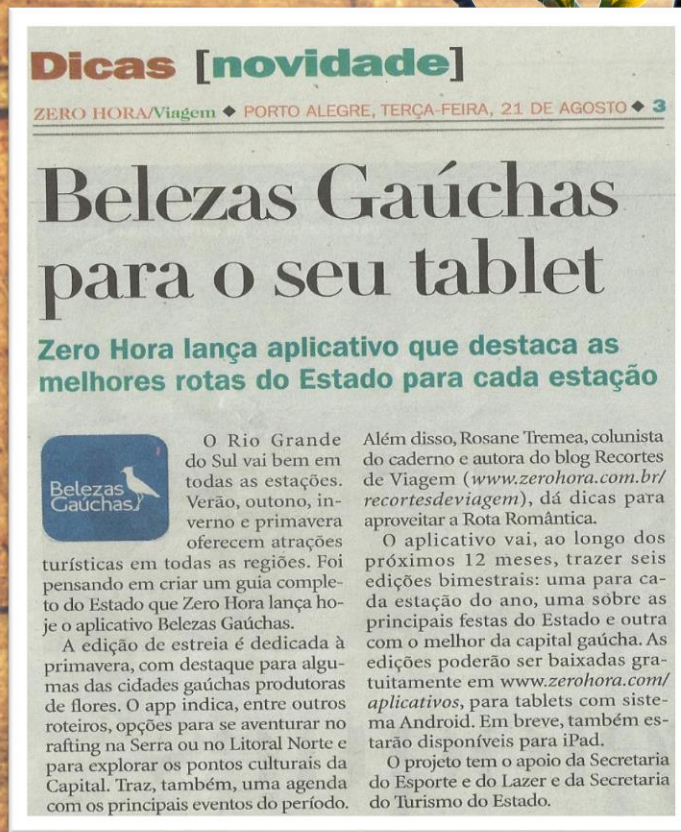 Dicas [novidade]
ZERO HORA/Viagem ◆ PORTO ALEGRE, TERÇA-FEIRA, 21 DE AGOSTO ◆ 3
Belezas Gaúchas
para o seu tablet
Zero Hora lança aplicativo que destaca as
melhores rotas do Estado para cada estação
Belezas
Gaúchas
O Rio Grande
do Sul vai bem em
todas as estações.
Verão, outono, in-
verno e primavera
oferecem atrações
turísticas em todas as regiões. Foi
pensando em criar um guia comple-
to do Estado que Zero Hora lança ho-
je o aplicativo Belezas Gaúchas.
A edição de estreia é dedicada à
primavera, com destaque para algu-
mas das cidades gaúchas produtoras
de flores. O app indica, entre outros
roteiros, opções para se aventurar no
rafting na Serra ou no Litoral Norte e
para explorar os pontos culturais da
Capital. Traz, também, uma agenda
com os principais eventos do período.
Além disso, Rosane Tremea, colunista
do caderno e autora do blog Recortes
de Viagem (www.zerohora.com.br/
recortesdeviagem), dá dicas para
aproveitar a Rota Romântica.
O aplicativo vai, ao longo dos
próximos 12 meses, trazer seis
edições bimestrais: uma para ca-
da estação do ano, uma sobre as
principais festas do Estado e outra
com o melhor da capital gaúcha. As
edições poderão ser baixadas gra-
tuitamente em www.zerohora.com/
aplicativos, para tablets com siste-
ma Android. Em breve, também es-
tarão disponíveis para iPad.
O projeto tem o apoio da Secretaria
do Esporte e do Lazer e da Secretaria
do Turismo do Estado.